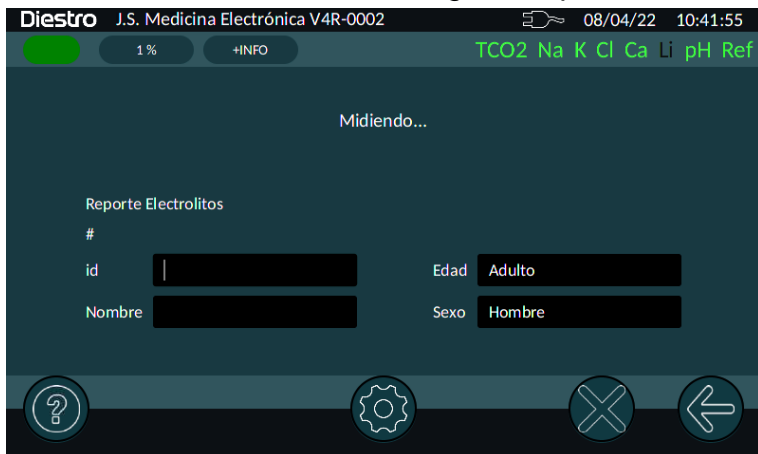 Diestro J.S. Medicina Electrónica V4R-0002 08/04/22 10:41:55
1 % +INFO TCO2 Na K Cl Ca Li pH Ref
Midiendo...
Reporte Electrolitos
#
id Edad Adulto
Nombre Sexo Hombre
?